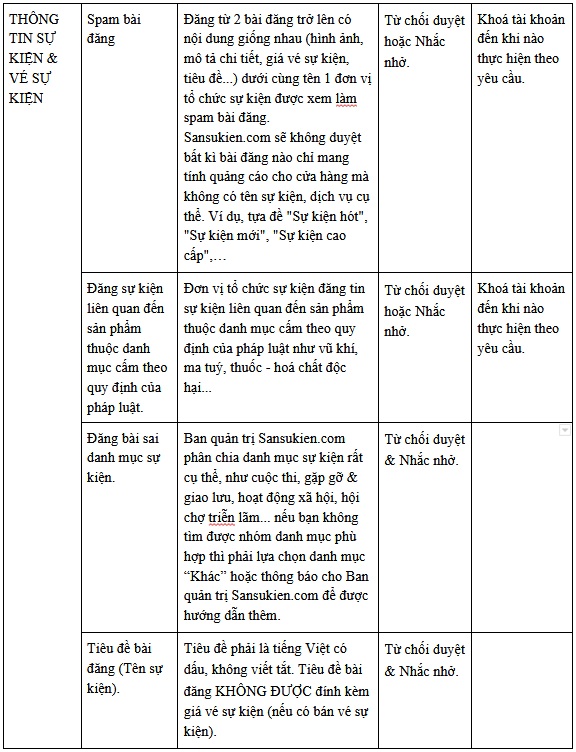 THÔNG
TIN SỰ
KIỆN &
VÉ SỰ
KIỆN
Spam bài
đăng
Đăng từ 2 bài đăng trở lên có
nội dung giống nhau (hình ảnh,
mô tả chi tiết, giá vé sự kiện,
tiêu đề...) dưới cùng tên 1 đơn vị
tổ chức sự kiện được xem làm
spam bài đăng.
Sansukien.com sẽ không duyệt
bất kì bài đăng nào chỉ mang
tính quảng cáo cho cửa hàng mà
không có tên sự kiện, dịch vụ cụ
thể. Ví dụ, tựa đề "Sự kiện hót",
"Sự kiện mới", "Sự kiện cao
cấp",…
Từ chối duyệt
hoặc Nhắc
nhở.
Khoá tài khoản
đến khi nào
thực hiện theo
yêu cầu.
Đăng sự kiện
liên quan đến
sản phẩm
thuộc danh
mục cấm theo
quy định của
pháp luật.
Đơn vị tổ chức sự kiện đăng tin
sự kiện liên quan đến sản phẩm
thuộc danh mục cấm theo quy
định của pháp luật như vũ khí,
ma tuý, thuốc - hoá chất độc
hại...
Từ chối duyệt
hoặc Nhắc
nhở.
Khoá tài khoản
đến khi nào
thực hiện theo
yêu cầu.
Đăng bài sai
danh mục sự
kiện.
Ban quản trị Sansukien.com
phân chia danh mục sự kiện rất
cụ thể, như cuộc thi, gặp gỡ &
giao lưu, hoạt động xã hội, hội
chợ triễn lãm... nếu bạn không
tìm được nhóm danh mục phù
hợp thì phải lựa chọn danh mục
“Khác” hoặc thông báo cho Ban
quản trị Sansukien.com để được
hướng dẫn thêm.
Từ chối duyệt
& Nhắc nhở.
Tiêu đề bài
đăng (Tên sự
kiện).
Tiêu đề phải là tiếng Việt có
dấu, không viết tắt. Tiêu đề bài
đăng KHÔNG ĐƯỢC đính kèm
giá vé sự kiện (nếu có bán vé sự
kiện).
Từ chối duyệt
& Nhắc nhở.